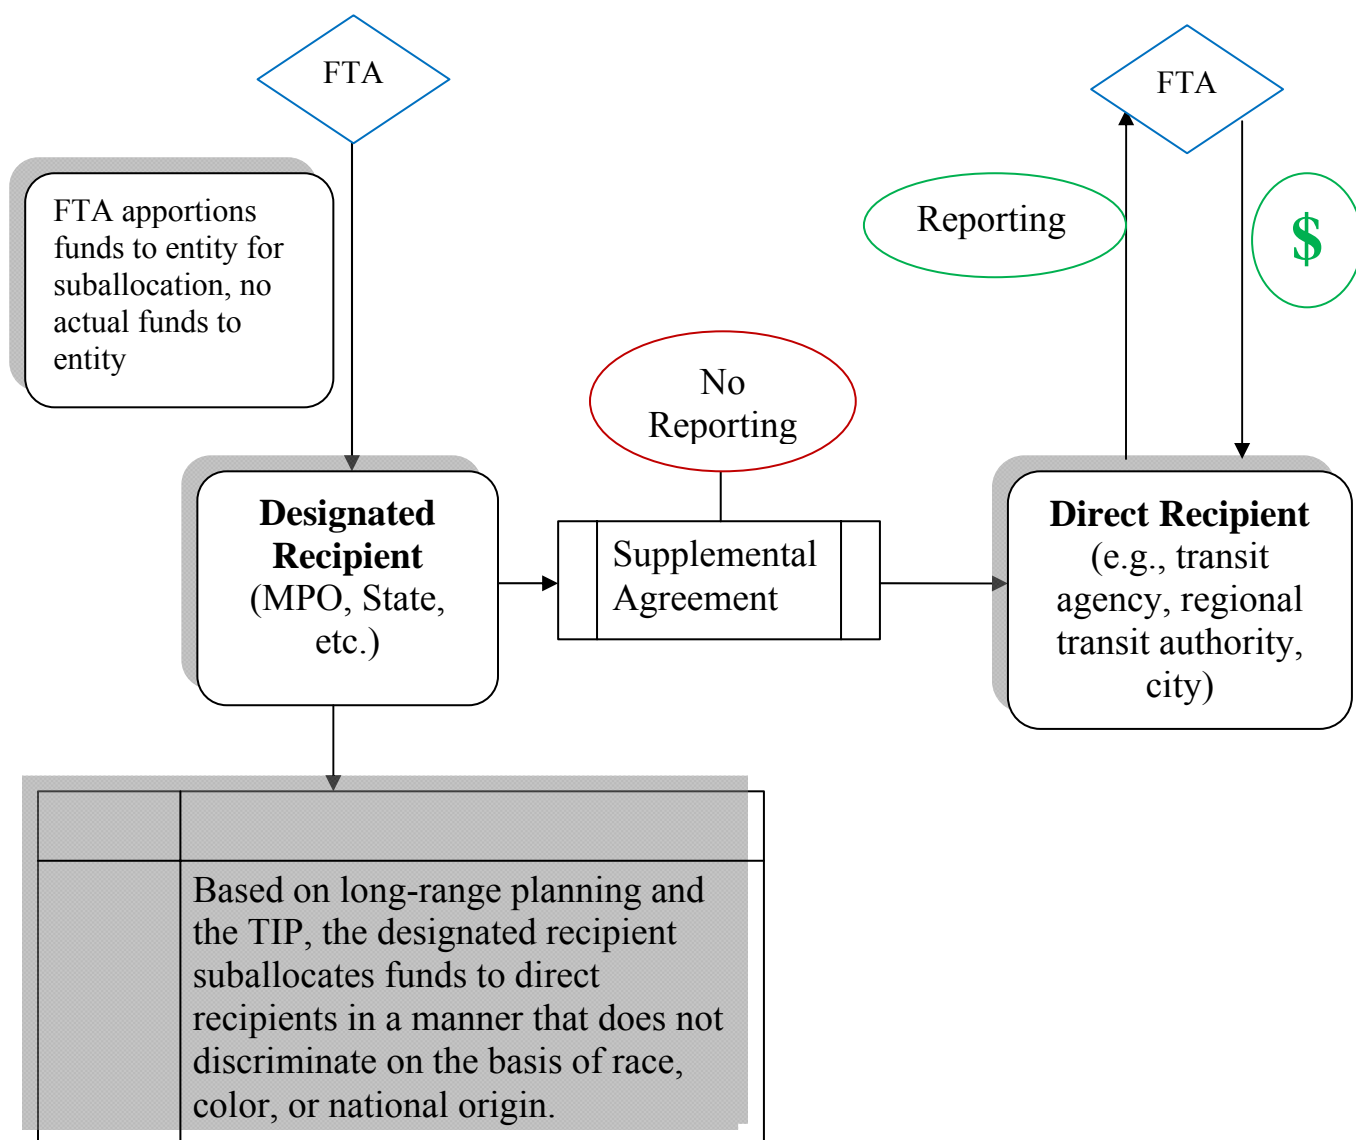 FTA
FTA
FTA apportions
funds to entity for
suballocation, no
actual funds to
entity
Reporting
$
No
Reporting
Designated
Recipient
(MPO, State,
etc.)
Supplemental
Agreement
Direct Recipient
(e.g., transit
agency, regional
transit authority,
city)
Based on long-range planning and
the TIP, the designated recipient
suballocates funds to direct
recipients in a manner that does not
discriminate on the basis of race,
color, or national origin.